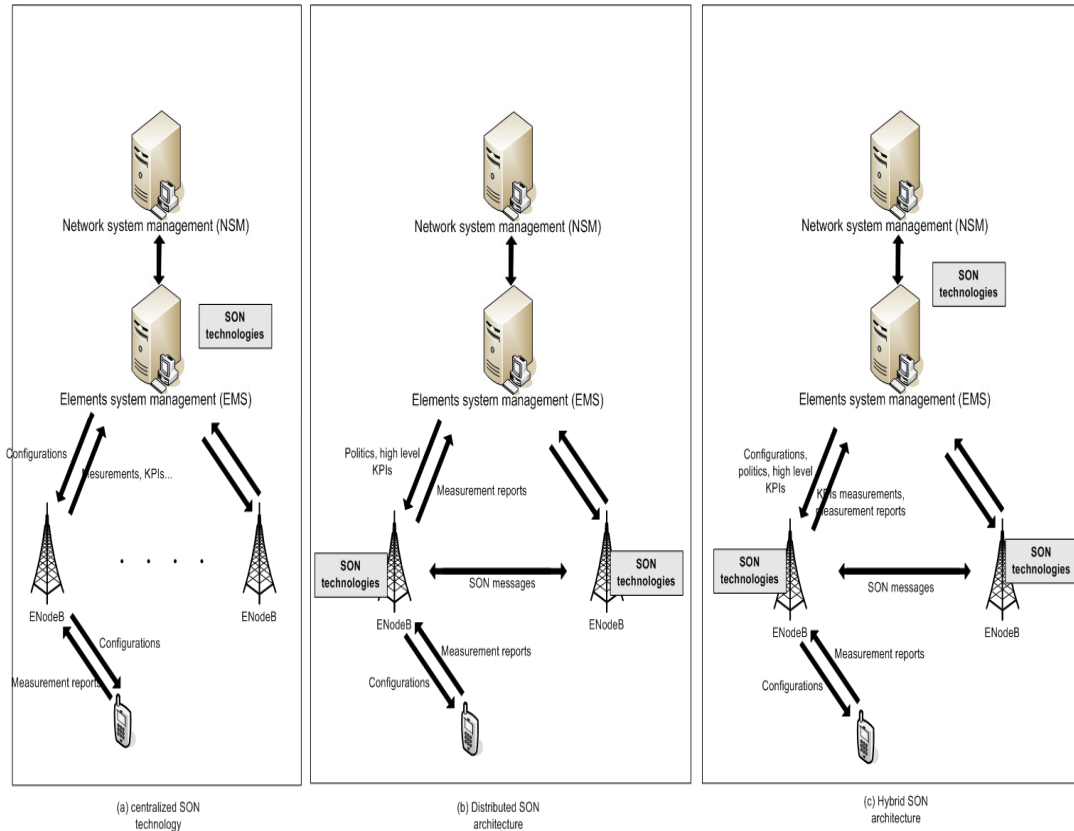 Network system management (NSM)
SON
technologies
Elements system management (EMS)
Configurations
Mesurements, KPIs...
. . . .
ENodeB
ENodeB
Configurations
Measurement reports
(a) centralized SON
technology
Network system management (NSM)
Elements system management (EMS)
Politics, high level
KPIs
Measurement reports
SON
technologies
SON
technologies
SON messages
ENodeB
ENodeB
Measurement reports
Configurations
(b) Distributed SON
architecture
Network system management (NSM)
SON
technologies
Elements system management (EMS)
Configurations,
politics, high level
KPIs
KPIs measurements,
measurement reports
SON
technologies
SON
technologies
SON messages
ENodeB
ENodeB
Measurement reports
Configurations
(c) Hybrid SON
architecture